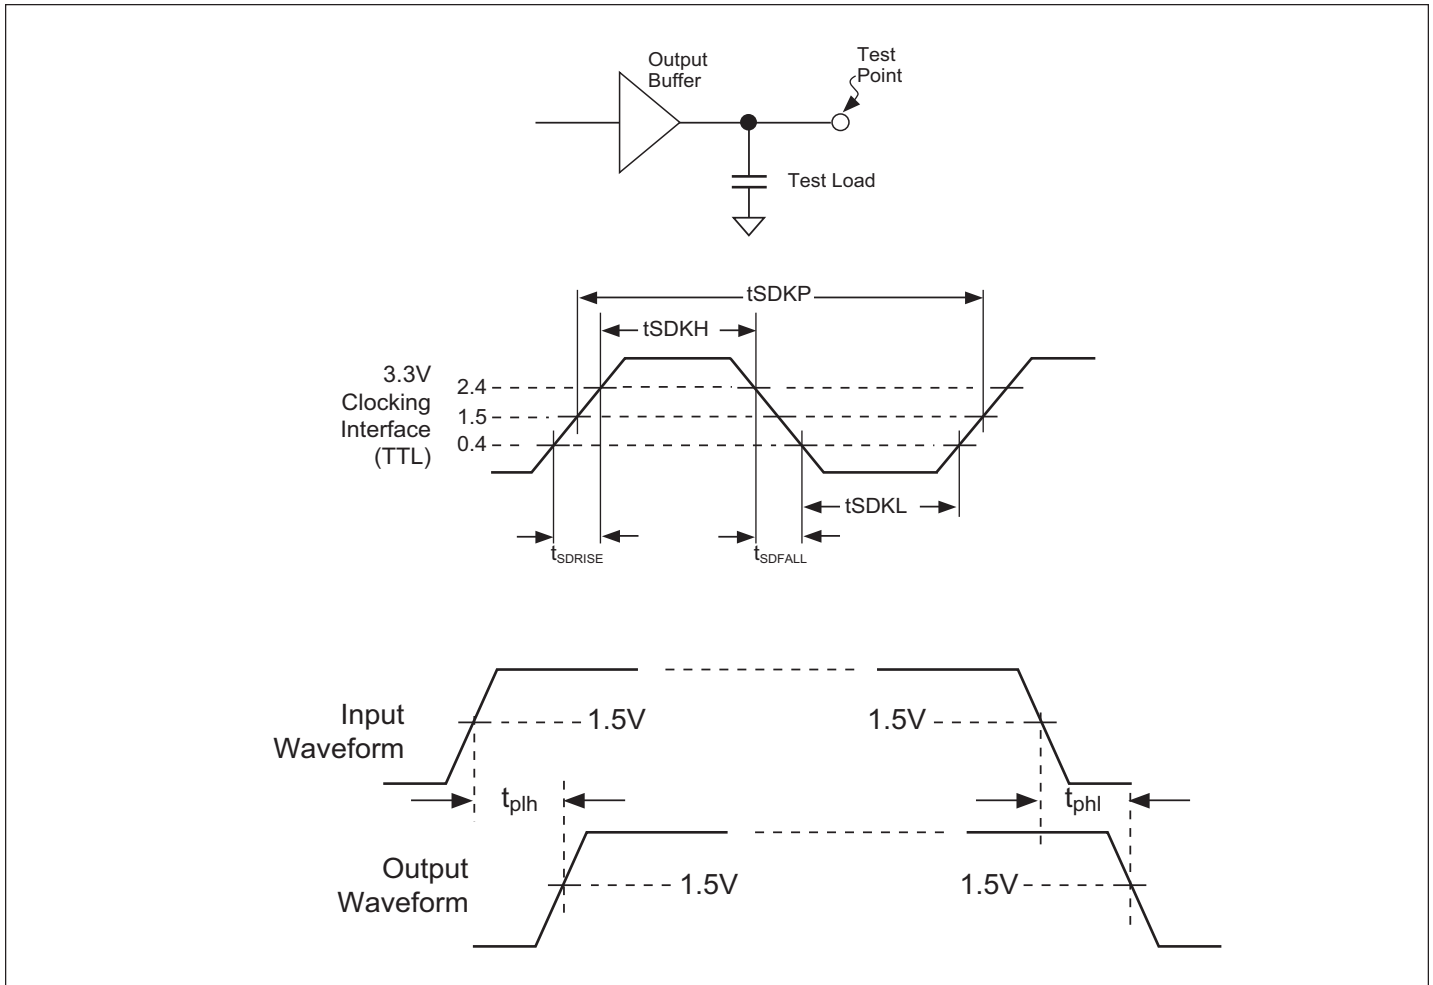 Output
Buffer
Test
Point
Test Load
tSDKP
tSDKH
3.3V
Clocking
Interface
(TTL)
2.4
1.5
0.4
tSDKL
tSDRISE
tSDFALL
Input
Waveform
1.5V
1.5V
tplh
tphl
Output
Waveform
1.5V
1.5V